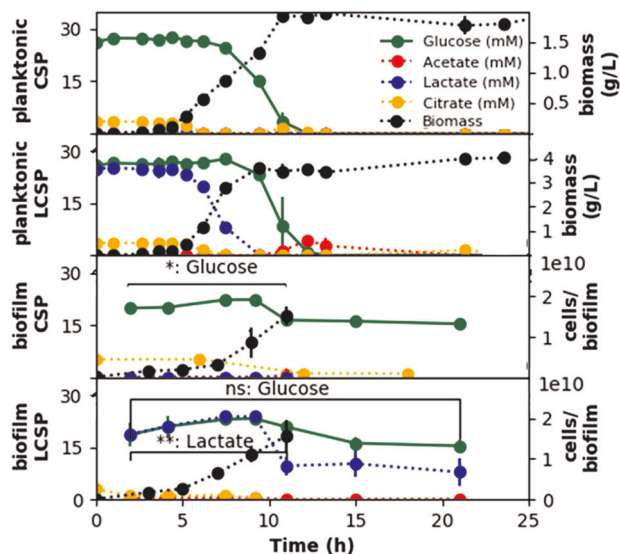 planktonic
CSP
30
15
Glucose (mM)
Acetate (mM)
Lactate (mM)
Citrate (mM)
Biomass
1.5
1.0
0.5
biomass
(g/L)
planktonic
LCSP
30
15
4
3
2
1
biomass
(g/L)
biofilm
CSP
30
15
*: Glucose
1e10
2
1
cells/
biofilm
biofilm
LCSP
30
15
0
ns: Glucose
**: Lactate
1e10
2
1
0
cells/
biofilm
0 5 10 15 20 25
Time (h)